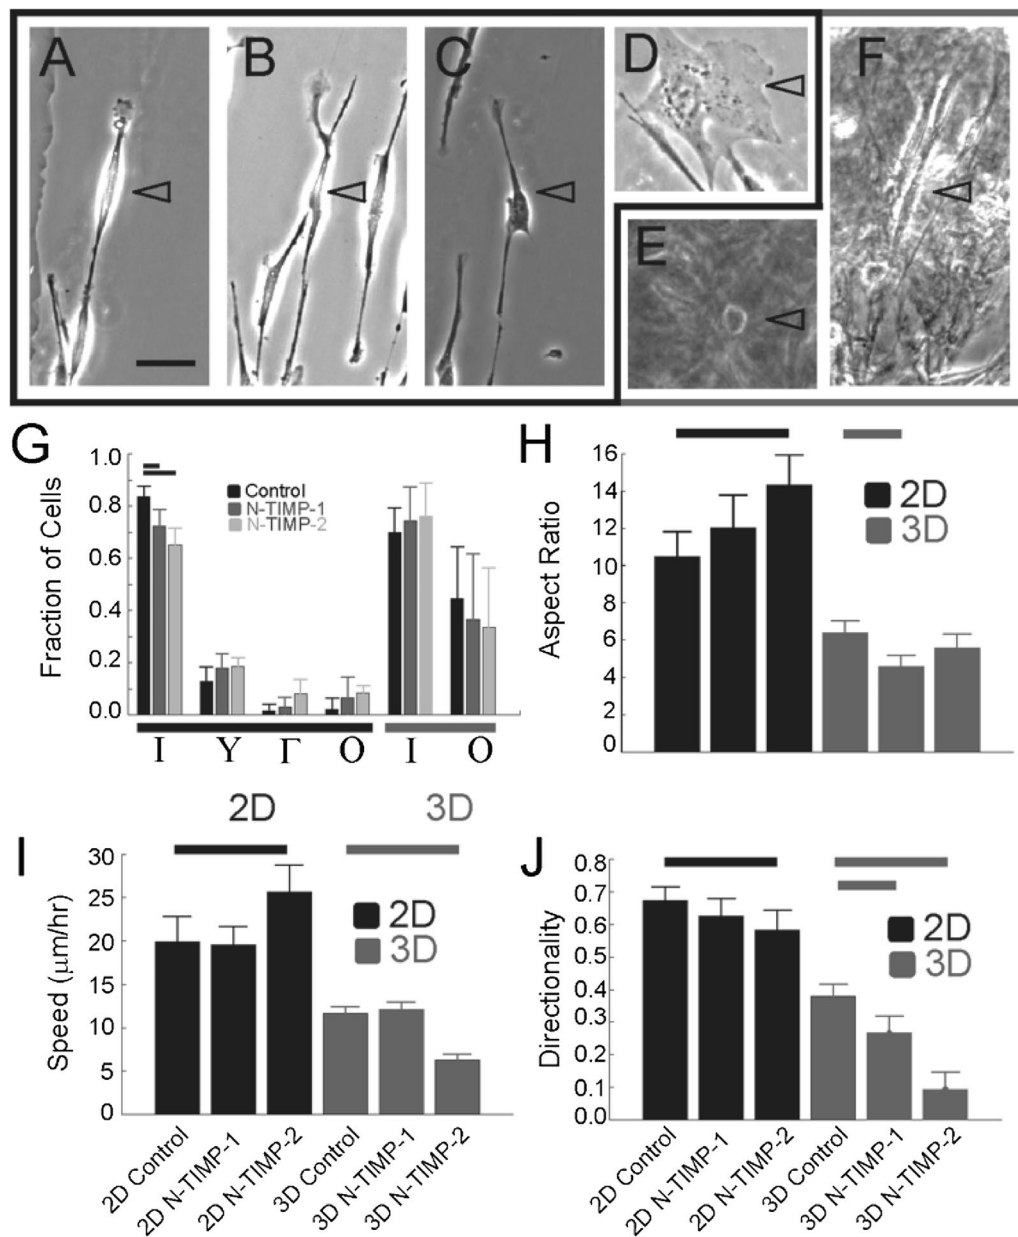 A B C D F
E
G
1.0
0.8
0.6
0.4
0.2
0.0
Fraction of Cells
Control
N-TIMP-1
N-TIMP-2
I Y Γ O I O
2D 3D
H
16
14
12
10
8
6
4
2
0
Aspect Ratio
2D
3D
I
30
25
20
15
10
5
0
Speed (μm/hr)
2D
3D
2D Control
2D N-TIMP-1
2D N-TIMP-2
3D Control
3D N-TIMP-1
3D N-TIMP-2
J
0.8
0.7
0.6
0.5
0.4
0.3
0.2
0.1
0.0
Directionality
2D
3D
2D Control
2D N-TIMP-1
2D N-TIMP-2
3D Control
3D N-TIMP-1
3D N-TIMP-2